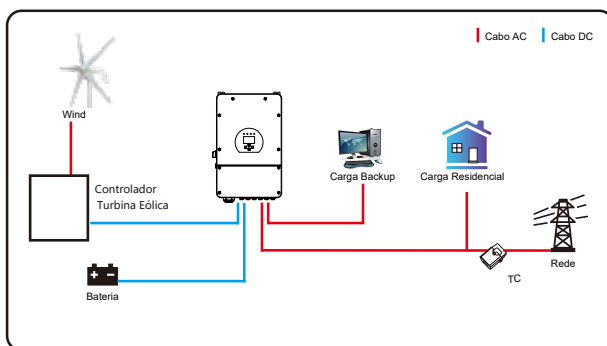 Cabo AC Cabo DC
Wind
Controlador
Turbina Eólica
Carga Backup
Carga Residencial
Rede
TC
Bateria